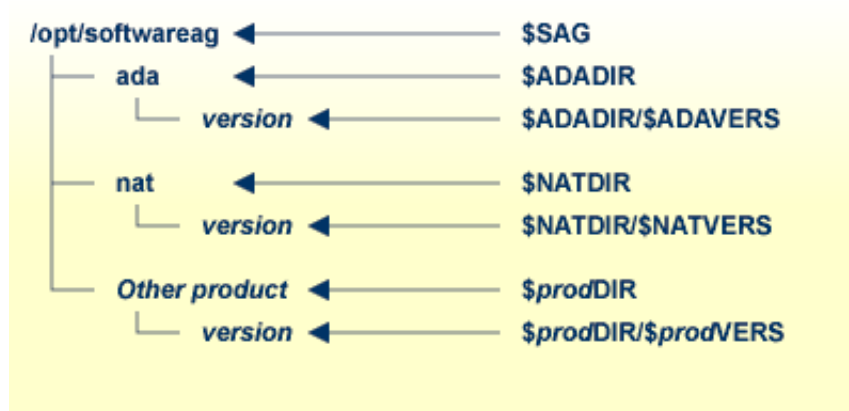 /opt/softwareag $SAG
ada $ADADIR
version $ADADIR/$ADAVERS
nat $NATDIR
version $NATDIR/$NATVERS
Other product $prodDIR
version $prodDIR/$prodVERS